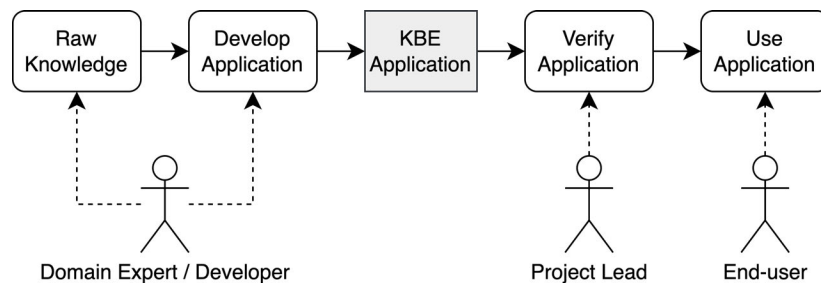 Raw
Knowledge
Develop
Application
KBE
Application
Verify
Application
Use
Application
Domain Expert / Developer
Project Lead
End-user